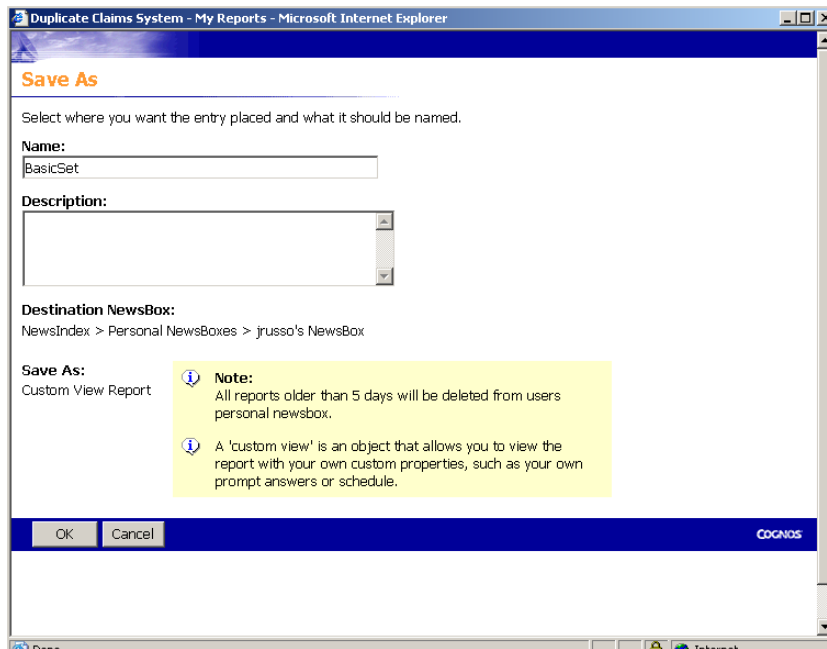 Duplicate Claims System - My Reports - Microsoft Internet Explorer
Save As
Select where you want the entry placed and what it should be named.
Name:
BasicSet
Description:
Destination NewsBox:
NewsIndex > Personal NewsBoxes > jrusso's NewsBox
Save As:
Custom View Report
Note:
All reports older than 5 days will be deleted from users
personal newsbox.
A 'custom view' is an object that allows you to view the
report with your own custom properties, such as your own
prompt answers or schedule.
OK Cancel
COGNOS
Done Internet